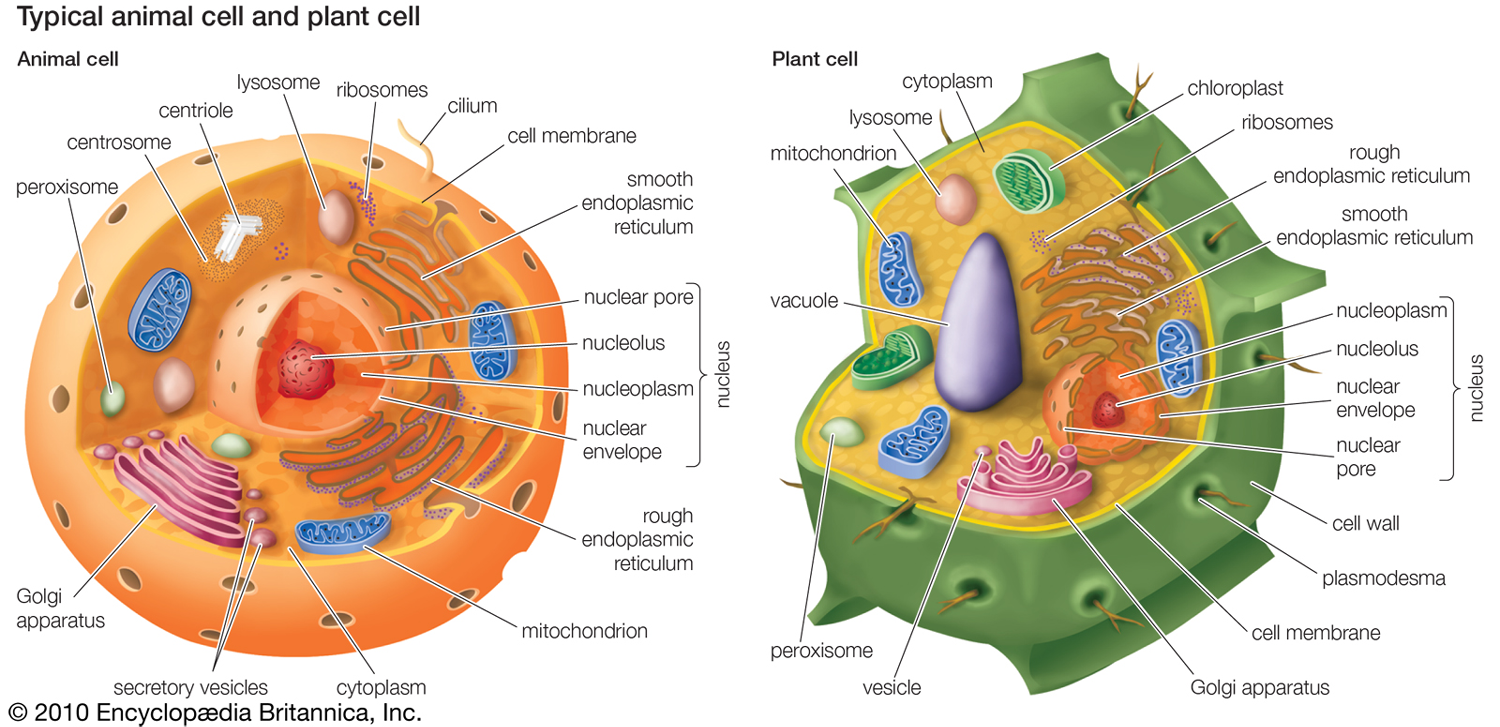 Typical animal cell and plant cell
Animal cell
lysosome
ribosomes
cilium
centriole
cell membrane
centrosome
smooth
endoplasmic
reticulum
peroxisome
nuclear pore
nucleolus
nucleoplasm
nuclear
envelope
nucleus
rough
endoplasmic
reticulum
Golgi
apparatus
mitochondrion
secretory vesicles
cytoplasm
Plant cell
cytoplasm
chloroplast
lysosome
ribosomes
mitochondrion
rough
endoplasmic reticulum
smooth
endoplasmic reticulum
vacuole
nucleoplasm
nucleolus
nuclear
envelope
nuclear
pore
nucleus
cell wall
plasmodesma
cell membrane
peroxisome
vesicle
Golgi apparatus
© 2010 Encyclopædia Britannica, Inc.